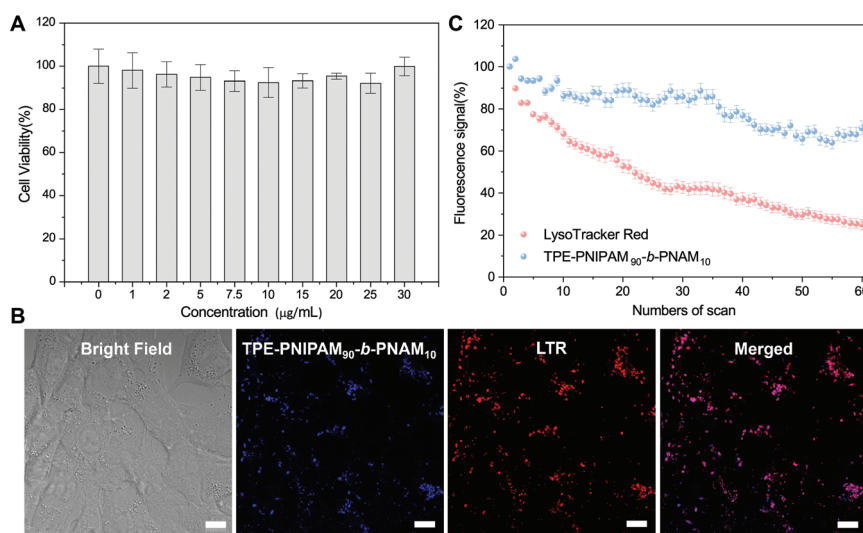 A
120
100
80
60
40
20
0
Cell Viability(%)
0 1 2 5 7.5 10 15 20 25 30
Concentration (μg/mL)
C
120
100
80
60
40
20
Fluorescence signal(%)
LysoTracker Red
TPE-PNIPAM₉₀-b-PNAM₁₀
0 10 20 30 40 50 60
Numbers of scan
B
Bright Field
TPE-PNIPAM₉₀-b-PNAM₁₀
LTR
Merged